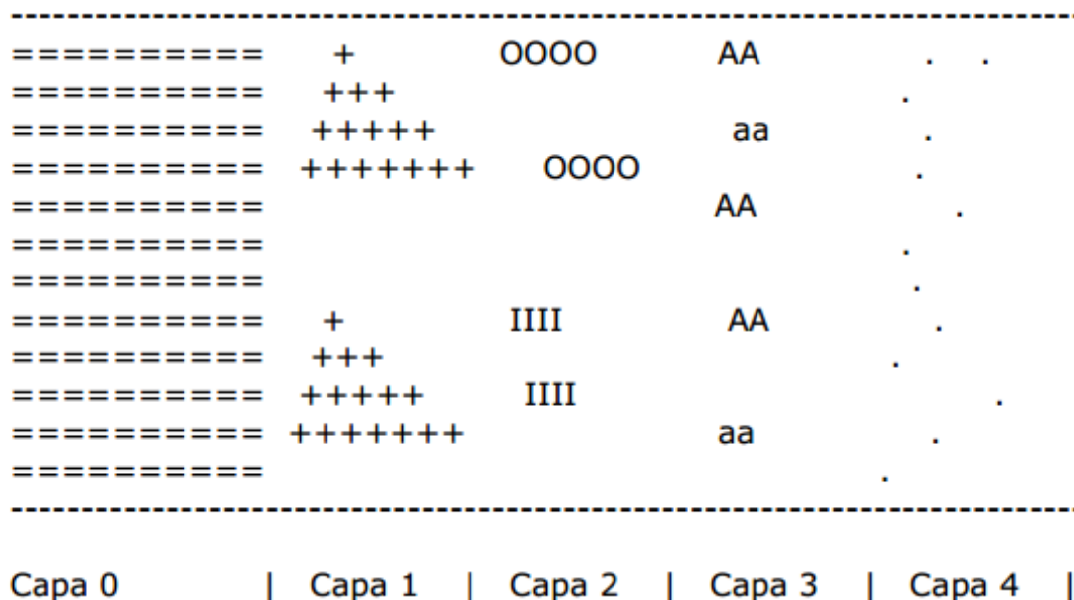 ------------------------------------------------------------------------------
========== + OOOO AA . .
========== +++ .
========== +++++ aa .
========== +++++++ OOOO .
========== AA .
========== .
========== .
========== + IIII AA .
========== +++ .
========== +++++ IIII .
========== +++++++ aa .
========== .
------------------------------------------------------------------------------
Capa 0 | Capa 1 | Capa 2 | Capa 3 | Capa 4 |